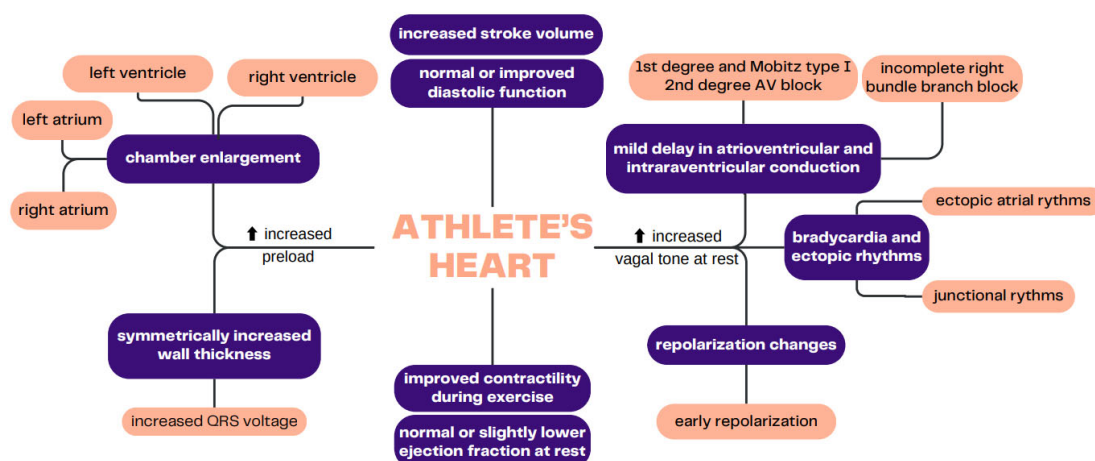 increased stroke volume
normal or improved
diastolic function
left ventricle
right ventricle
left atrium
chamber enlargement
right atrium
1st degree and Mobitz type I
2nd degree AV block
incomplete right
bundle branch block
mild delay in atrioventricular and
intraventricular conduction
ectopic atrial rythms
bradycardia and
ectopic rhythms
junctional rythms
ATHLETE'S
HEART
⬆ increased
preload
⬆ increased
vagal tone at rest
symmetrically increased
wall thickness
increased QRS voltage
improved contractility
during exercise
normal or slightly lower
ejection fraction at rest
repolarization changes
early repolarization